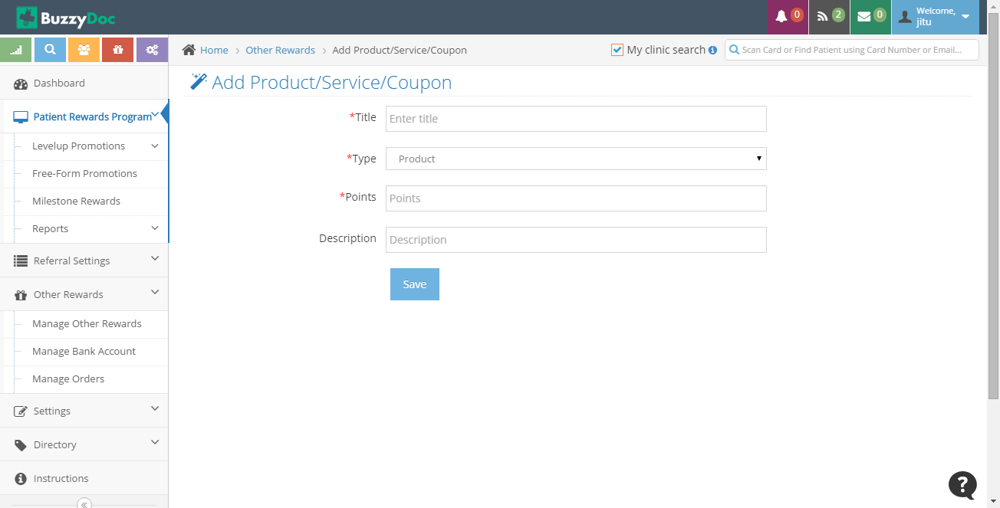 BuzzyDoc
0
2
0
Welcome,
jitu
Home > Other Rewards > Add Product/Service/Coupon
My clinic search
Scan Card or Find Patient using Card Number or Email...
Dashboard
Patient Rewards Program
Levelup Promotions
Free-Form Promotions
Milestone Rewards
Reports
Referral Settings
Other Rewards
Manage Other Rewards
Manage Bank Account
Manage Orders
Settings
Directory
Instructions
Add Product/Service/Coupon
*Title Enter title
*Type Product
*Points Points
Description Description
Save
?